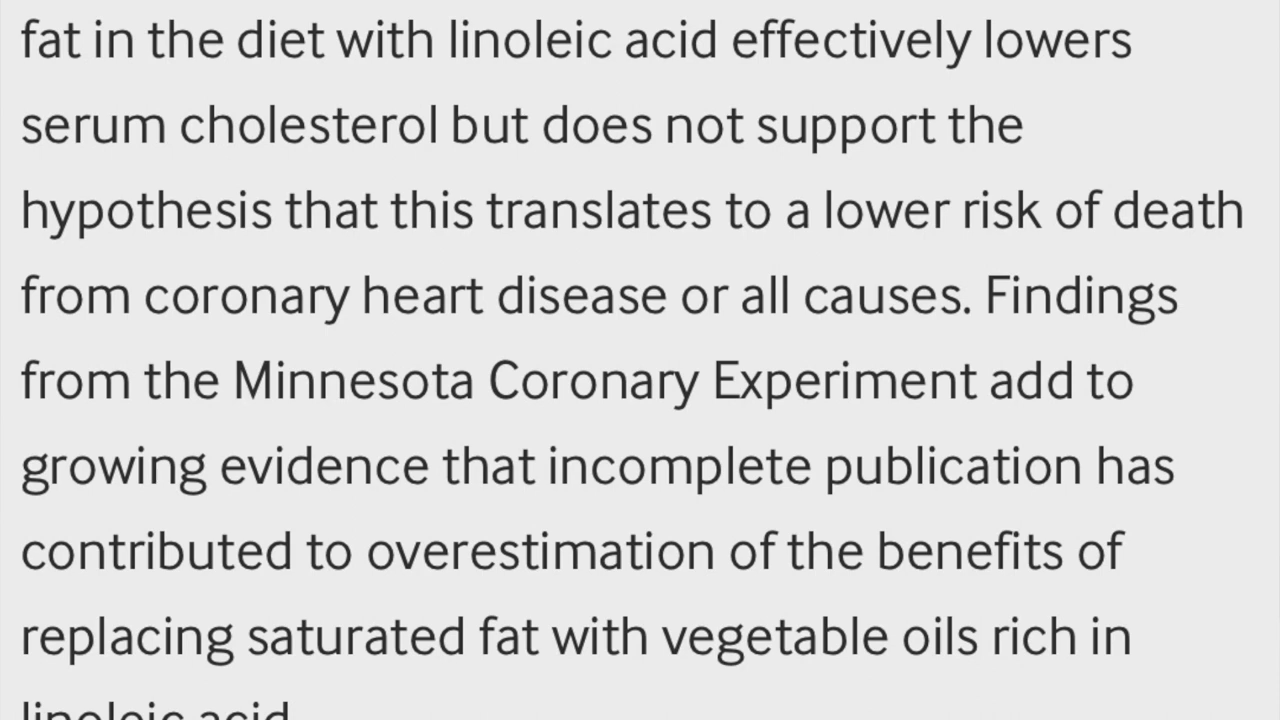 fat in the diet with linoleic acid effectively lowers
serum cholesterol but does not support the
hypothesis that this translates to a lower risk of death
from coronary heart disease or all causes. Findings
from the Minnesota Coronary Experiment add to
growing evidence that incomplete publication has
contributed to overestimation of the benefits of
replacing saturated fat with vegetable oils rich in
linoleic acid